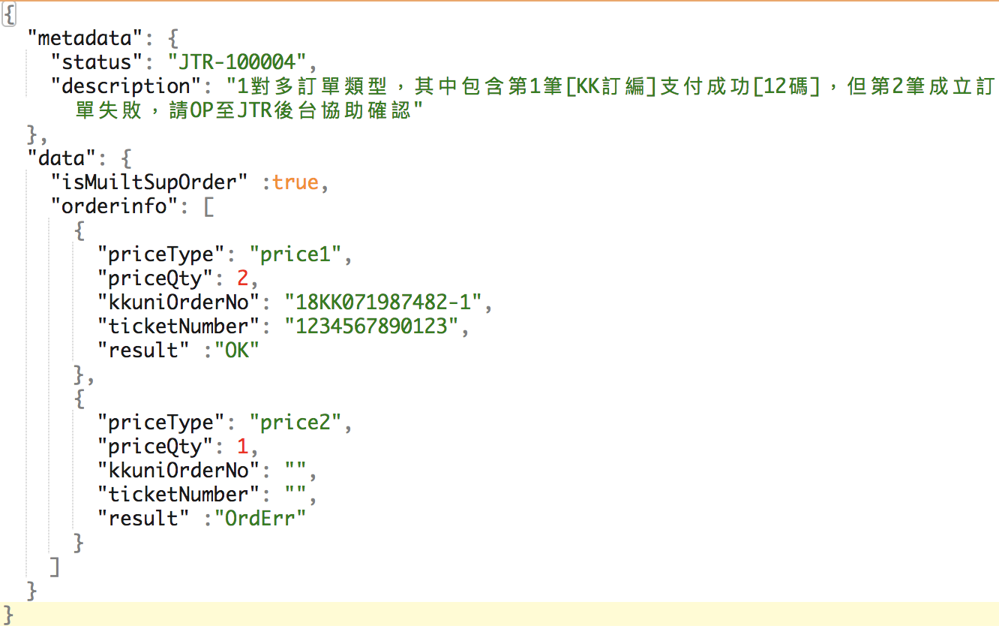 {
"metadata": {
"status": "JTR-100004",
"description": "1對多訂單類型，其中包含第1筆[KK訂編]支付成功[12碼]，但第2筆成立訂
單失敗，請OP至JTR後台協助確認"
},
"data": {
"isMuiltSupOrder" :true,
"orderinfo": [
{
"priceType": "price1",
"priceQty": 2,
"kkuniOrderNo": "18KK071987482-1",
"ticketNumber": "1234567890123",
"result" :"OK"
},
{
"priceType": "price2",
"priceQty": 1,
"kkuniOrderNo": "",
"ticketNumber": "",
"result" :"OrdErr"
}
]
}
}